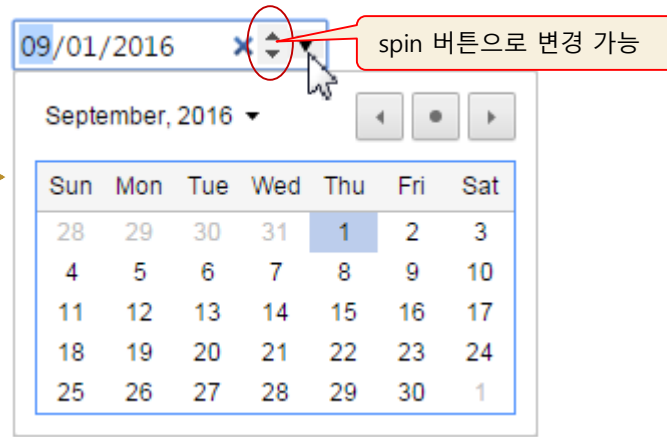 09/01/2016
spin 버튼으로 변경 가능
September, 2016
Sun Mon Tue Wed Thu Fri Sat
28 29 30 31 1 2 3
4 5 6 7 8 9 10
11 12 13 14 15 16 17
18 19 20 21 22 23 24
25 26 27 28 29 30 1